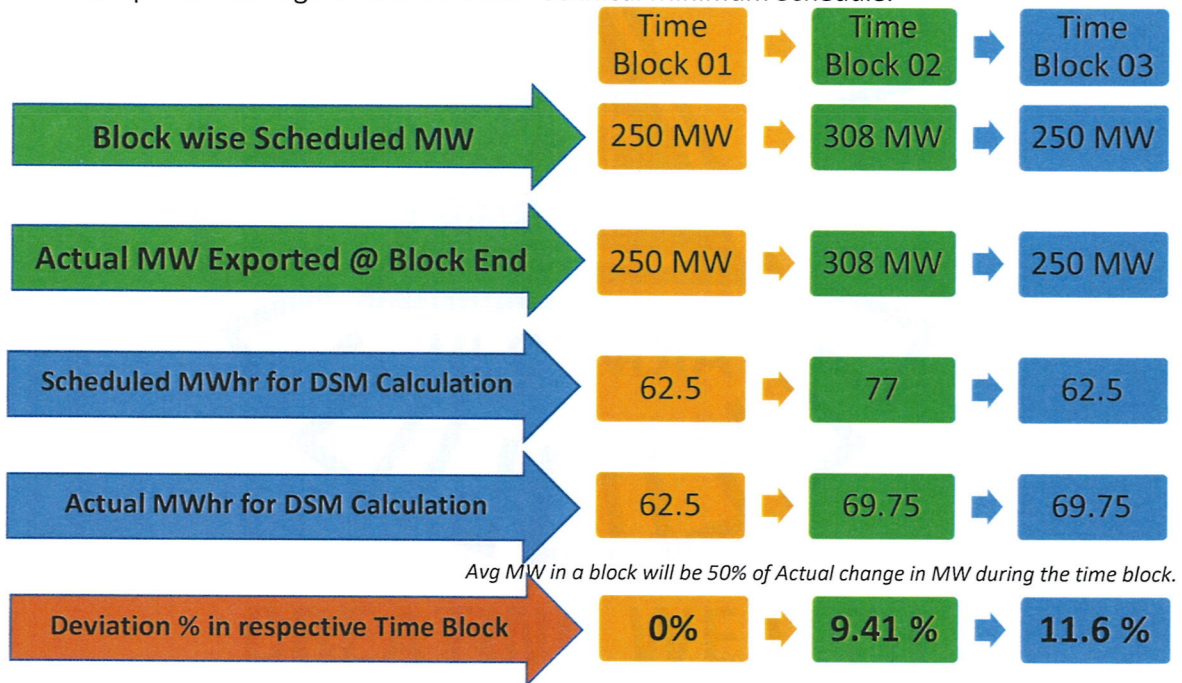 Minimum Schedule.
Time
Block 01
Time
Block 02
Time
Block 03
Block wise Scheduled MW
250 MW
308 MW
250 MW
Actual MW Exported @ Block End
250 MW
308 MW
250 MW
Scheduled MWhr for DSM Calculation
62.5
77
62.5
Actual MWhr for DSM Calculation
62.5
69.75
69.75
Avg MW in a block will be 50% of Actual change in MW during the time block.
Deviation % in respective Time Block
0%
9.41 %
11.6 %